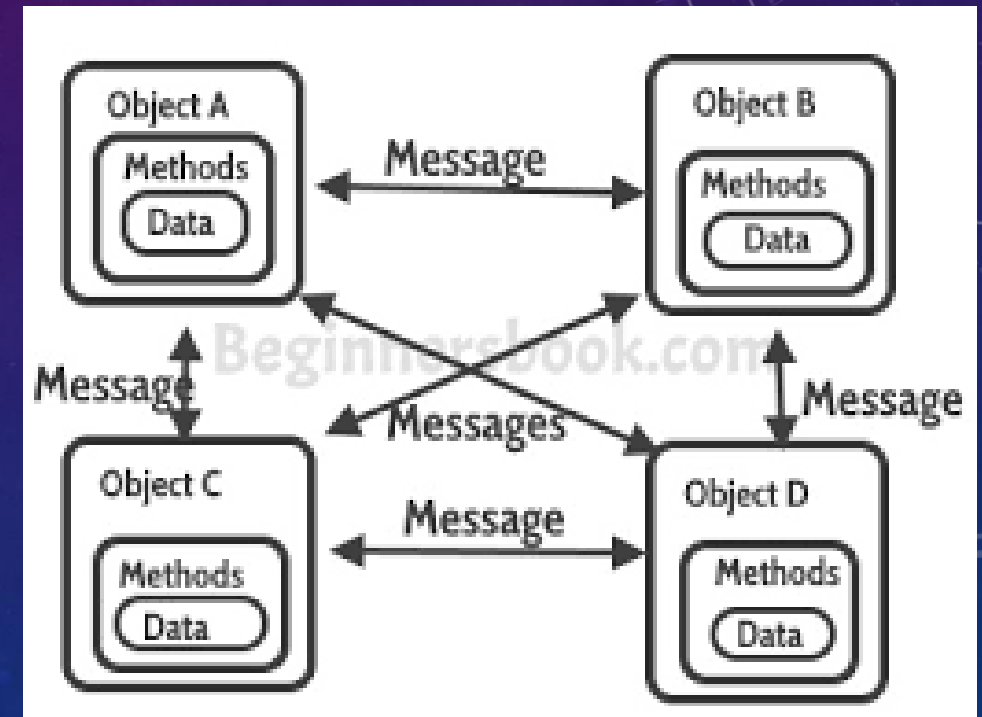 Object A
Methods
Data
Message
Object B
Methods
Data
Beginnersbook.com
Message
Messages
Message
Object C
Methods
Data
Message
Object D
Methods
Data